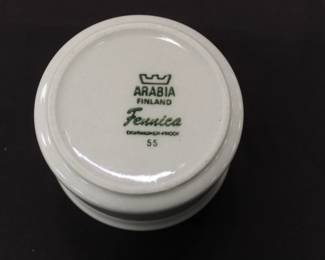 ARABIA
FINLAND
Fennica
DISHWASHER-PROOF
55